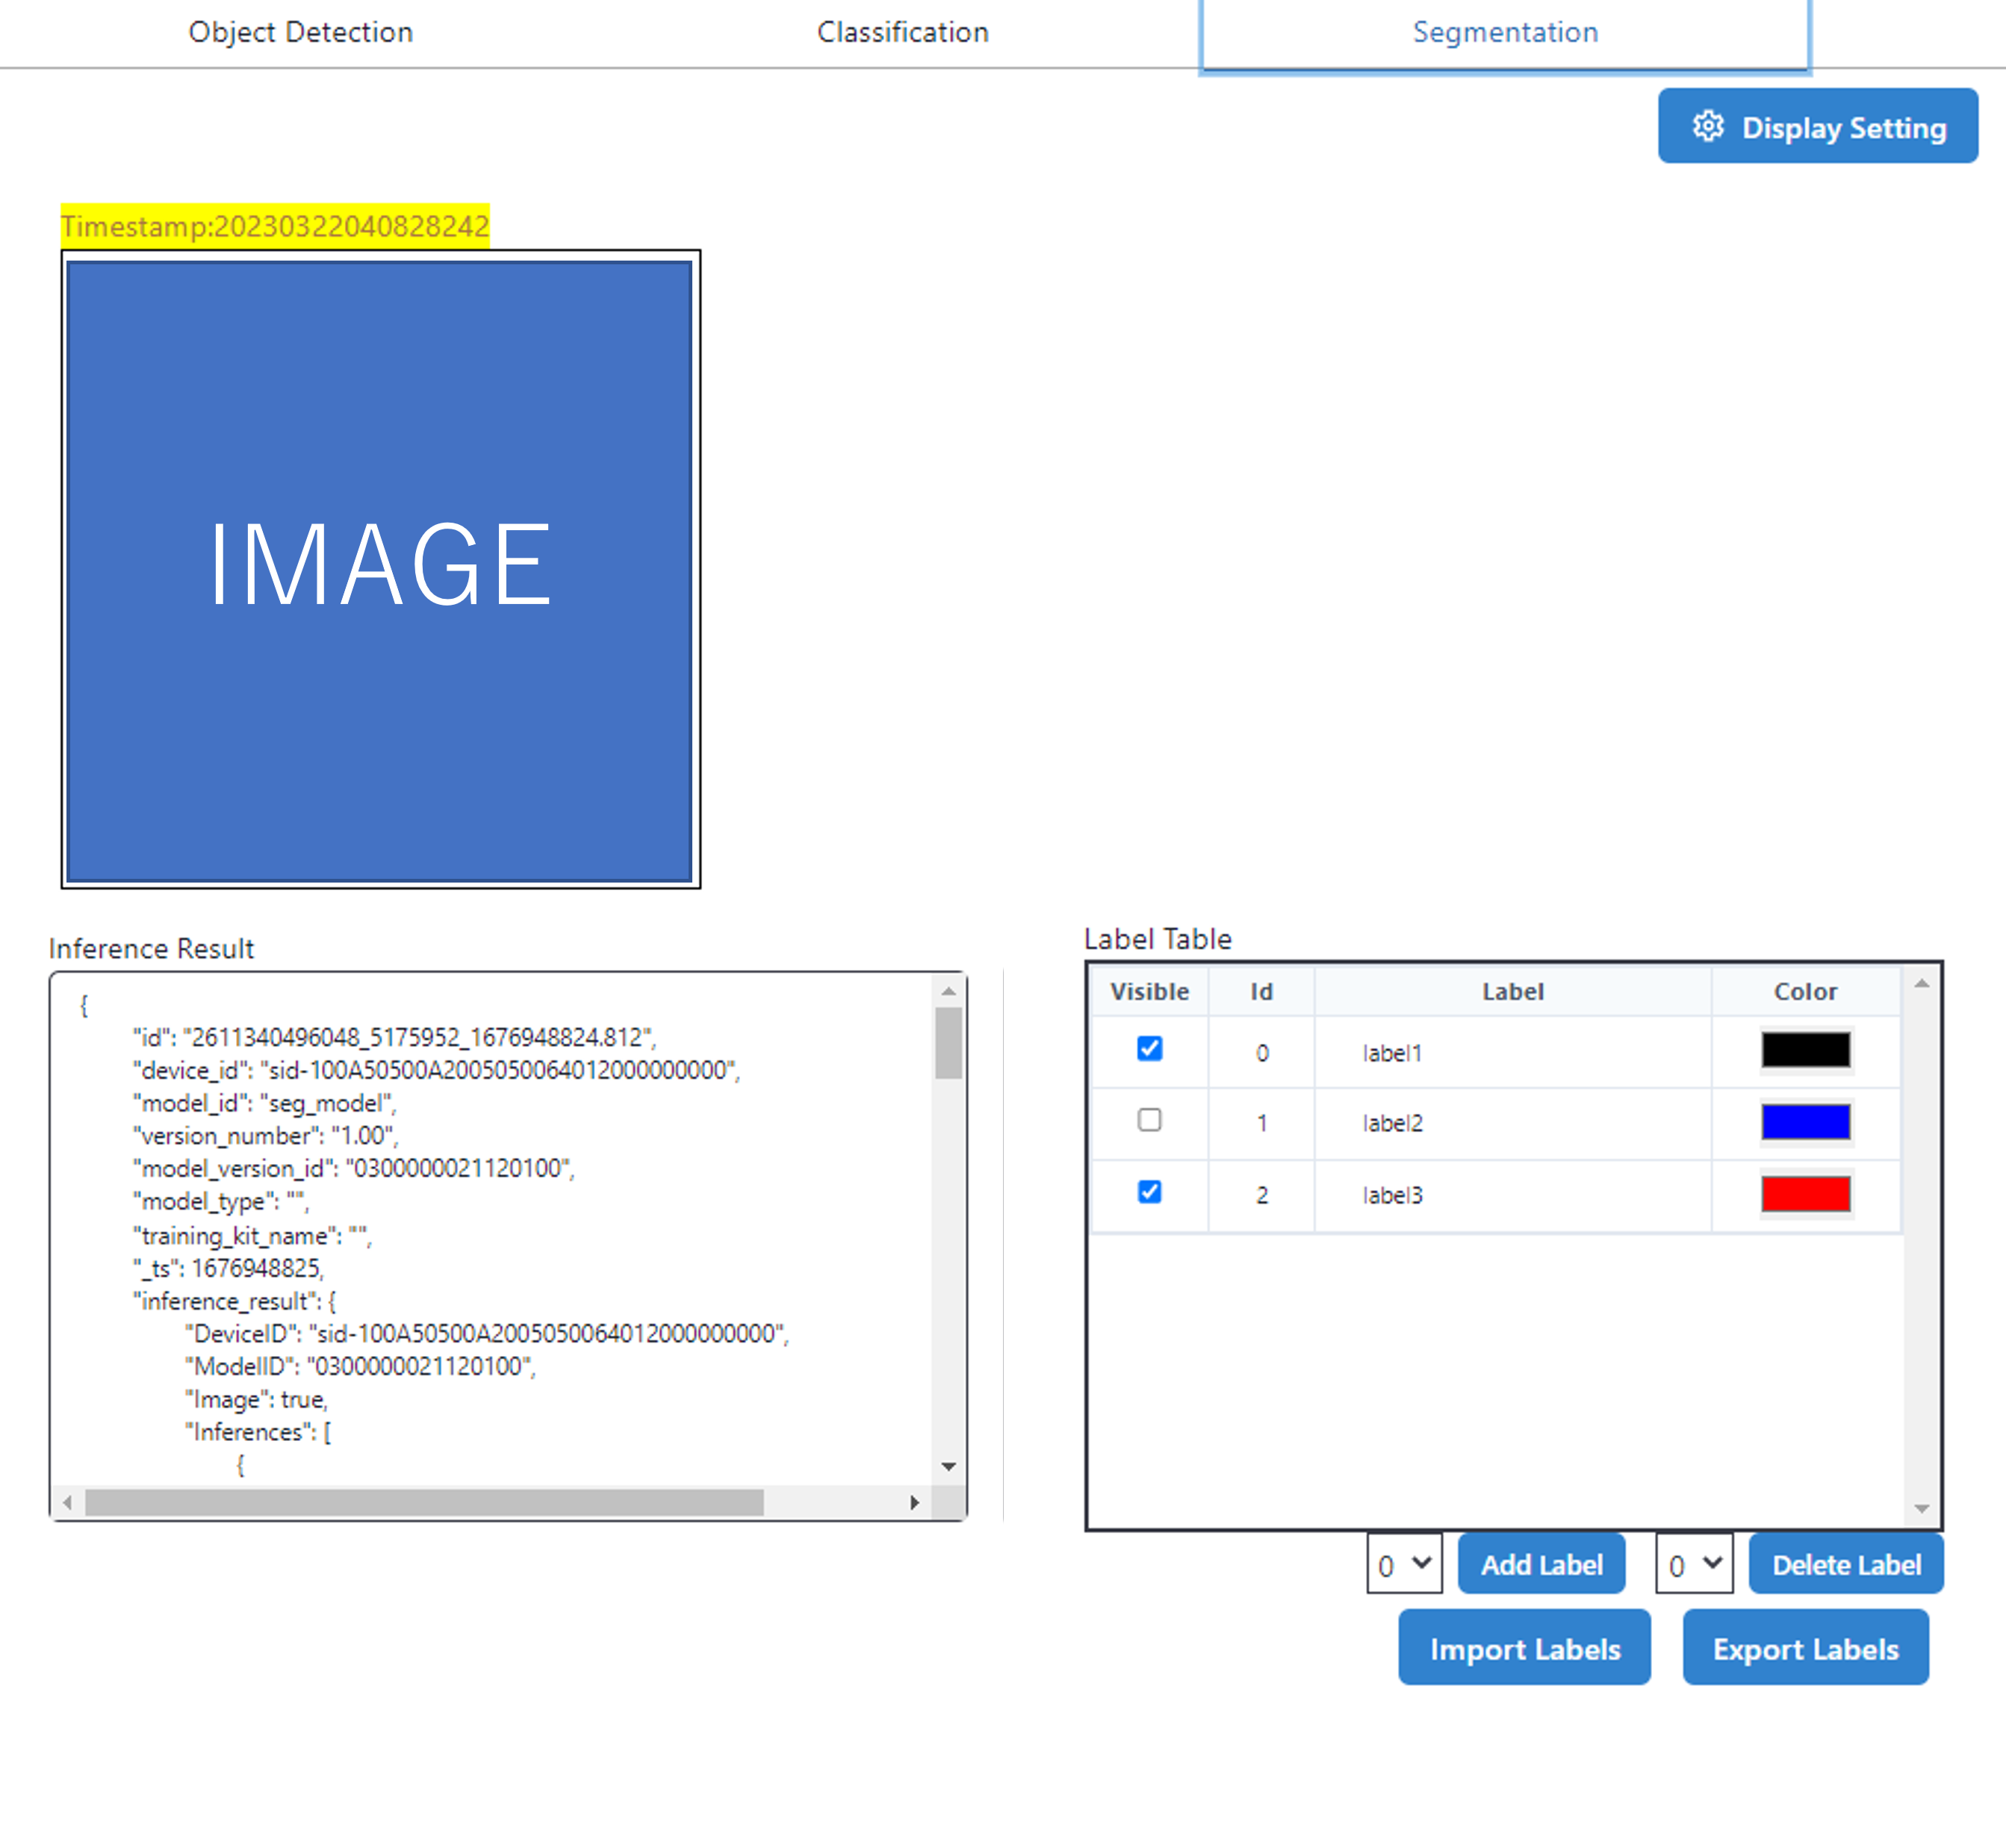 Object Detection Classification Segmentation
Display Setting
Timestamp:20230322040828242
IMAGE
Inference Result
{
"id": "2611340496048_5175952_1676948824.812",
"device_id": "sid-100A50500A2005050064012000000000",
"model_id": "seg_model",
"version_number": "1.00",
"model_version_id": "0300000021120100",
"model_type": "",
"training_kit_name": "",
"_ts": 1676948825,
"inference_result": {
"DeviceID": "sid-100A50500A2005050064012000000000",
"ModelID": "0300000021120100",
"Image": true,
"Inferences": [
{
Label Table
Visible Id Label Color
0 label1
1 label2
2 label3
0 Add Label 0 Delete Label
Import Labels Export Labels